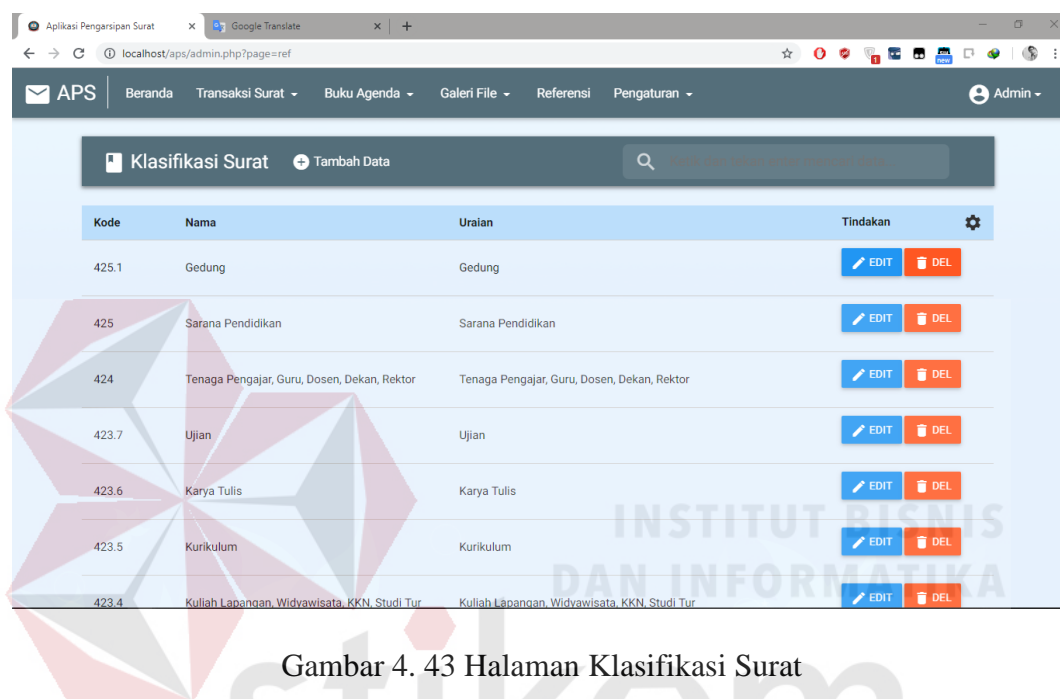 Aplikasi Pengarsipan Surat Google Translate
localhost/aps/admin.php?page=ref
1 new
APS Beranda Transaksi Surat Buku Agenda Galeri File Referensi Pengaturan Admin
Klasifikasi Surat Tambah Data
Kode Nama Uraian Tindakan
425.1 Gedung Gedung EDIT DEL
425 Sarana Pendidikan Sarana Pendidikan EDIT DEL
424 Tenaga Pengajar, Guru, Dosen, Dekan, Rektor Tenaga Pengajar, Guru, Dosen, Dekan, Rektor EDIT DEL
423.7 Ujian Ujian EDIT DEL
423.6 Karya Tulis Karya Tulis EDIT DEL
INSTITUT BISNIS
423.5 Kurikulum Kurikulum EDIT DEL
DAN INFORMATIKA
423.4 Kuliah Lapangan, Widyawisata, KKN, Studi Tur Kuliah Lapangan, Widyawisata, KKN, Studi Tur EDIT DEL
Gambar 4. 43 Halaman Klasifikasi Surat
stikom